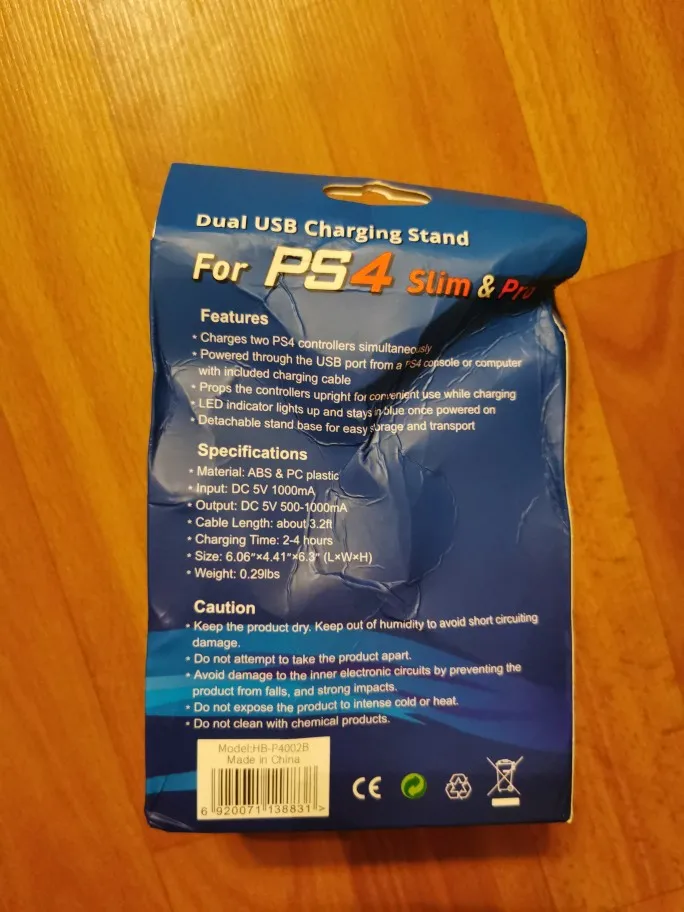 Dual USB Charging Stand
For PS4 Slim & Pro
Features
* Charges two PS4 controllers simultaneously
* Powered through the USB port from a PS4 console or computer
with included charging cable
* Props the controllers upright for convenient use while charging
* LED indicator lights up and stays in blue once powered on
* Detachable stand base for easy storage and transport
Specifications
* Material: ABS & PC plastic
* Input: DC 5V 1000mA
* Output: DC 5V 500-1000mA
* Cable Length: about 3.2ft
* Charging Time: 2-4 hours
* Size: 6.06"×4.41"×6.3" (L×W×H)
* Weight: 0.29lbs
Caution
* Keep the product dry. Keep out of humidity to avoid short circuiting
damage.
* Do not attempt to take the product apart.
* Avoid damage to the inner electronic circuits by preventing the
product from falls, and strong impacts.
* Do not expose the product to intense cold or heat.
* Do not clean with chemical products.
Model:HB-P4002B
Made in China
6 920071 138831 >
CE